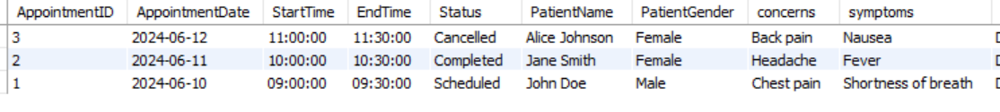 AppointmentID AppointmentDate StartTime EndTime Status PatientName PatientGender concerns symptoms
3 2024-06-12 11:00:00 11:30:00 Cancelled Alice Johnson Female Back pain Nausea
2 2024-06-11 10:00:00 10:30:00 Completed Jane Smith Female Headache Fever
1 2024-06-10 09:00:00 09:30:00 Scheduled John Doe Male Chest pain Shortness of breath